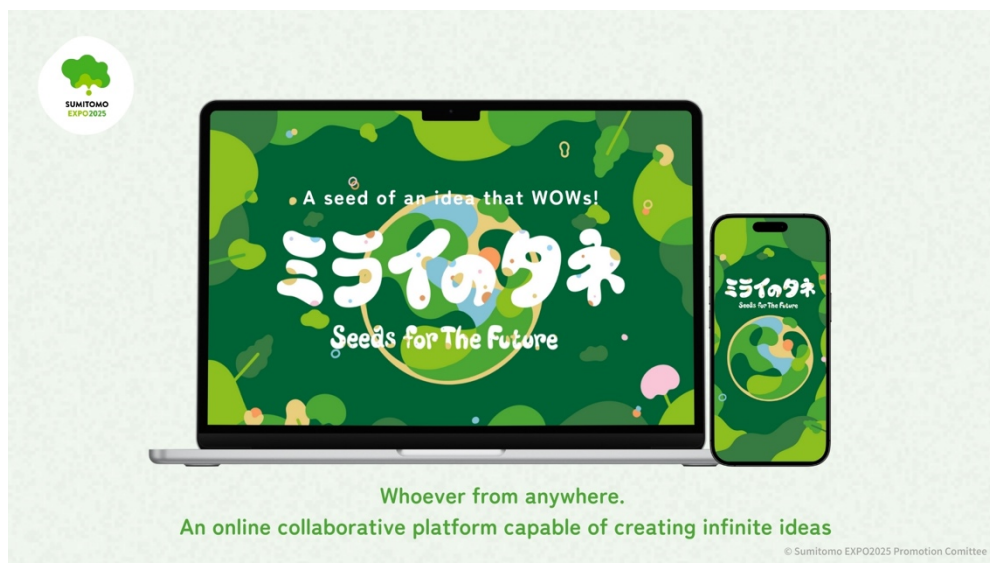 SUMITOMO
EXPO2025
A seed of an idea that WOWs!
ミライのタネ
Seeds for The Future
ミライのタネ
Seeds For The Future
Whoever from anywhere.
An online collaborative platform capable of creating infinite ideas
© Sumitomo EXPO2025 Promotion Comittee